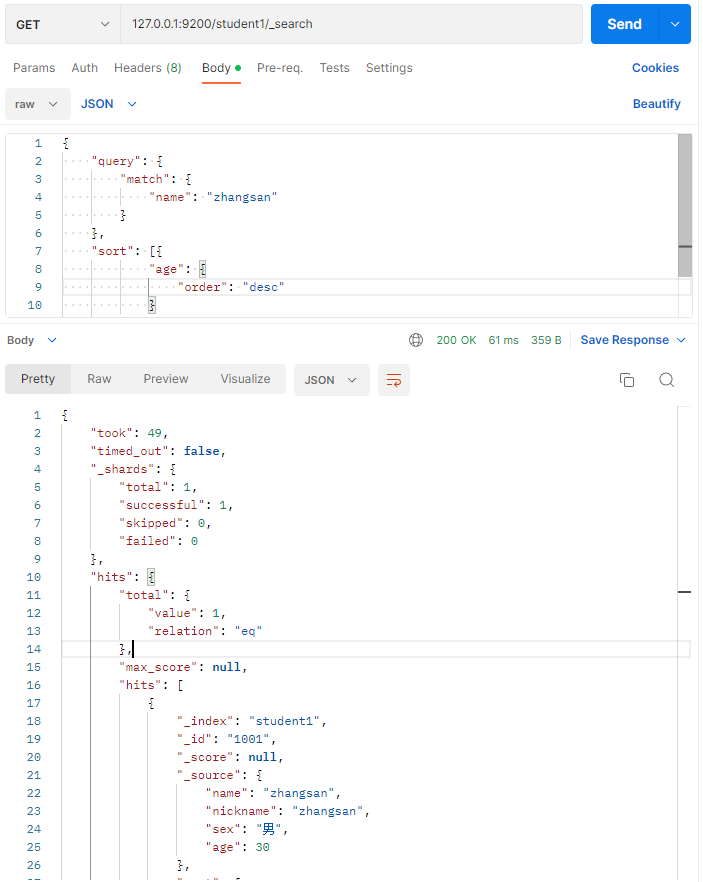 GET 127.0.0.1:9200/student1/_search Send
Params Auth Headers (8) Body Pre-req. Tests Settings Cookies
raw JSON Beautify
1 {
2 "query": {
3 "match": {
4 "name": "zhangsan"
5 }
6 },
7 "sort": [{
8 "age": {
9 "order": "desc"
10 }
Body 200 OK 61 ms 359 B Save Response
Pretty Raw Preview Visualize JSON
1 {
2 "took": 49,
3 "timed_out": false,
4 "_shards": {
5 "total": 1,
6 "successful": 1,
7 "skipped": 0,
8 "failed": 0
9 },
10 "hits": {
11 "total": {
12 "value": 1,
13 "relation": "eq"
14 },
15 "max_score": null,
16 "hits": [
17 {
18 "_index": "student1",
19 "_id": "1001",
20 "_score": null,
21 "_source": {
22 "name": "zhangsan",
23 "nickname": "zhangsan",
24 "sex": "男",
25 "age": 30
26 },